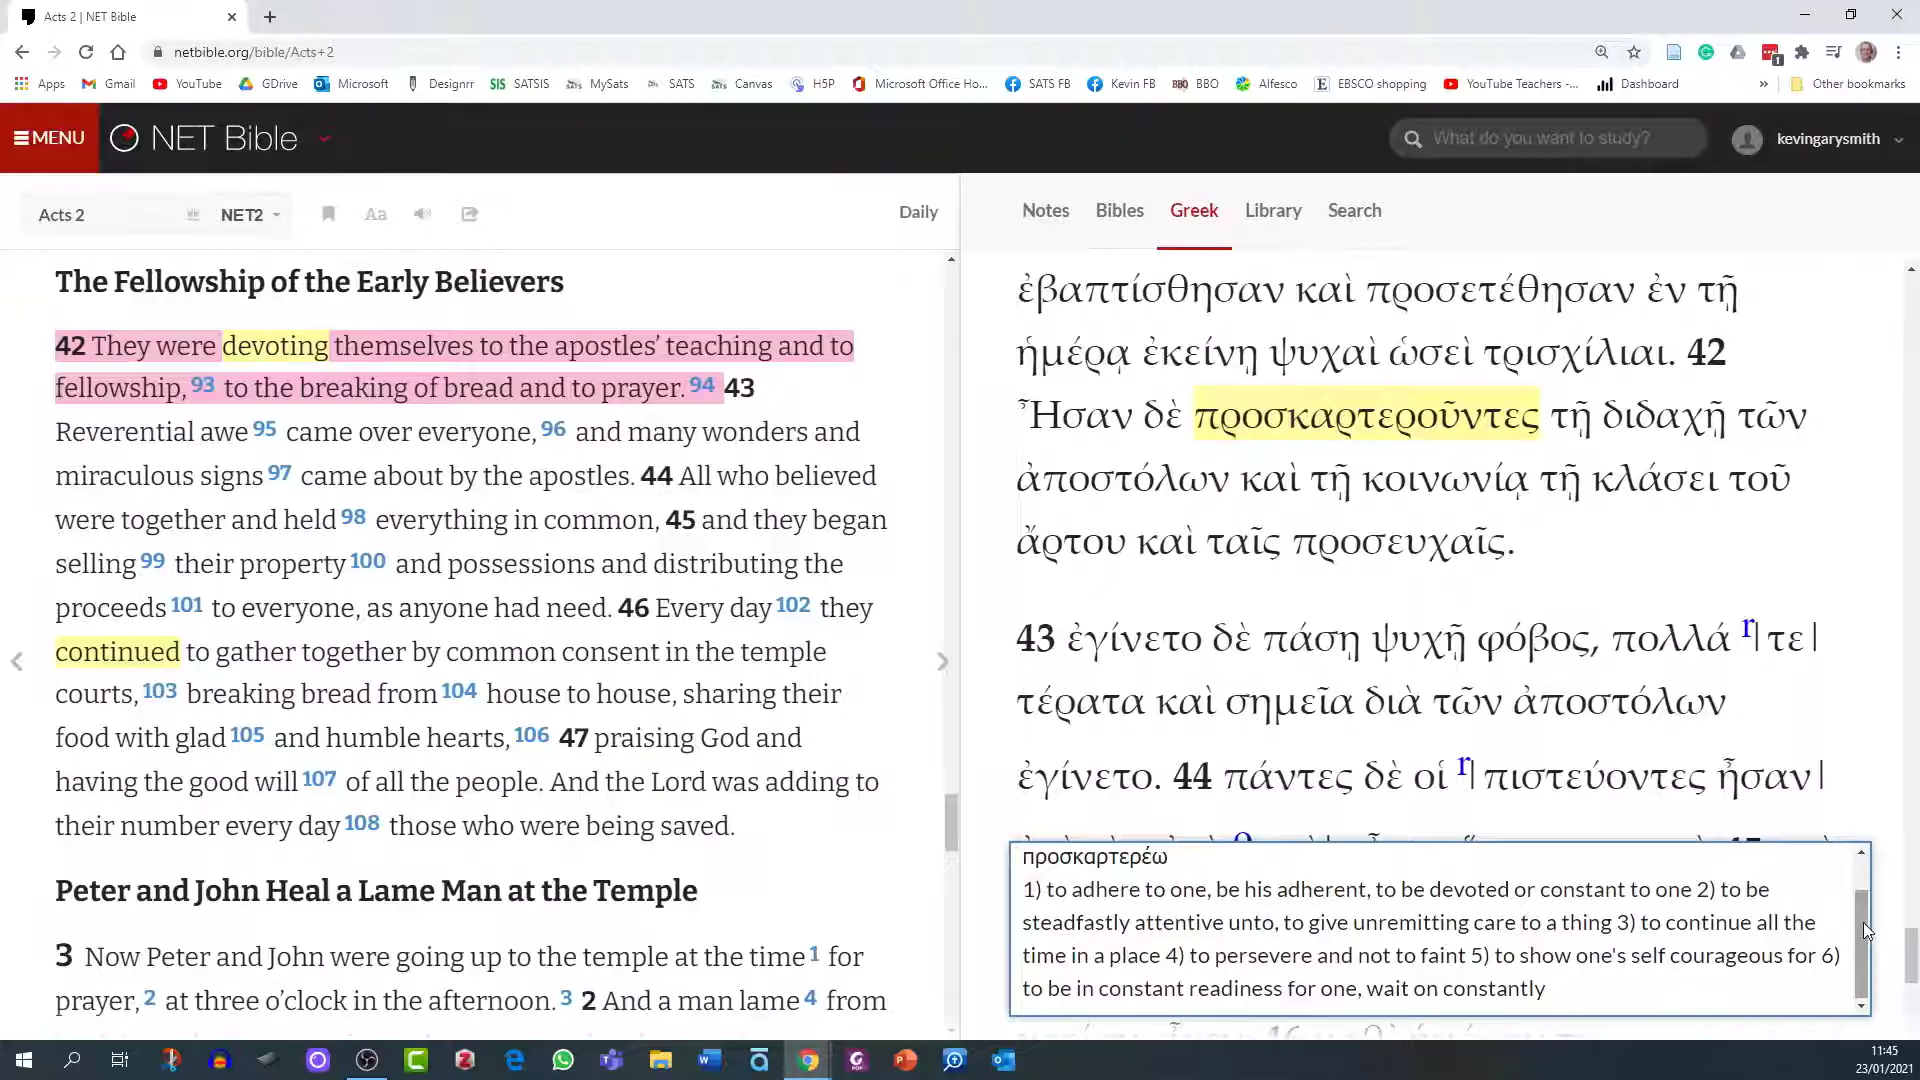 Acts 2 | NET Bible
netbible.org/bible/Acts+2
1
Apps Gmail YouTube GDrive Microsoft Designrr SIS SATSIS MySats SATS Canvas H5P Microsoft Office Ho... SATS FB Kevin FB BBO BBO Alfesco E EBSCO shopping YouTube Teachers -... Dashboard » Other bookmarks
MENU NET Bible What do you want to study? kevingarysmith
Acts 2 NET2 Aa Daily
The Fellowship of the Early Believers
42 They were devoting themselves to the apostles’ teaching and to
fellowship, 93 to the breaking of bread and to prayer. 94 43
Reverential awe 95 came over everyone, 96 and many wonders and
miraculous signs 97 came about by the apostles. 44 All who believed
were together and held 98 everything in common, 45 and they began
selling 99 their property 100 and possessions and distributing the
proceeds 101 to everyone, as anyone had need. 46 Every day 102 they
continued to gather together by common consent in the temple
courts, 103 breaking bread from 104 house to house, sharing their
food with glad 105 and humble hearts, 106 47 praising God and
having the good will 107 of all the people. And the Lord was adding to
their number every day 108 those who were being saved.
Peter and John Heal a Lame Man at the Temple
3 Now Peter and John were going up to the temple at the time 1 for
prayer, 2 at three o’clock in the afternoon. 3 2 And a man lame 4 from
Notes Bibles Greek Library Search
ἐβαπτίσθησαν καὶ προσετέθησαν ἐν τῇ
ἡμέρᾳ ἐκείνῃ ψυχαὶ ὡσεὶ τρισχίλιαι. 42
Ἦσαν δὲ προσκαρτεροῦντες τῇ διδαχῇ τῶν
ἀποστόλων καὶ τῇ κοινωνίᾳ τῇ κλάσει τοῦ
ἄρτου καὶ ταῖς προσευχαῖς.
43 ἐγίνετο δὲ πάσῃ ψυχῇ φόβος, πολλά r| τε|
τέρατα καὶ σημεῖα διὰ τῶν ἀποστόλων
ἐγίνετο. 44 πάντες δὲ οἱ r| πιστεύοντες ἦσαν|
προσκαρτερέω
1) to adhere to one, be his adherent, to be devoted or constant to one 2) to be
steadfastly attentive unto, to give unremitting care to a thing 3) to continue all the
time in a place 4) to persevere and not to faint 5) to show one's self courageous for 6)
to be in constant readiness for one, wait on constantly
11:45
23/01/2021